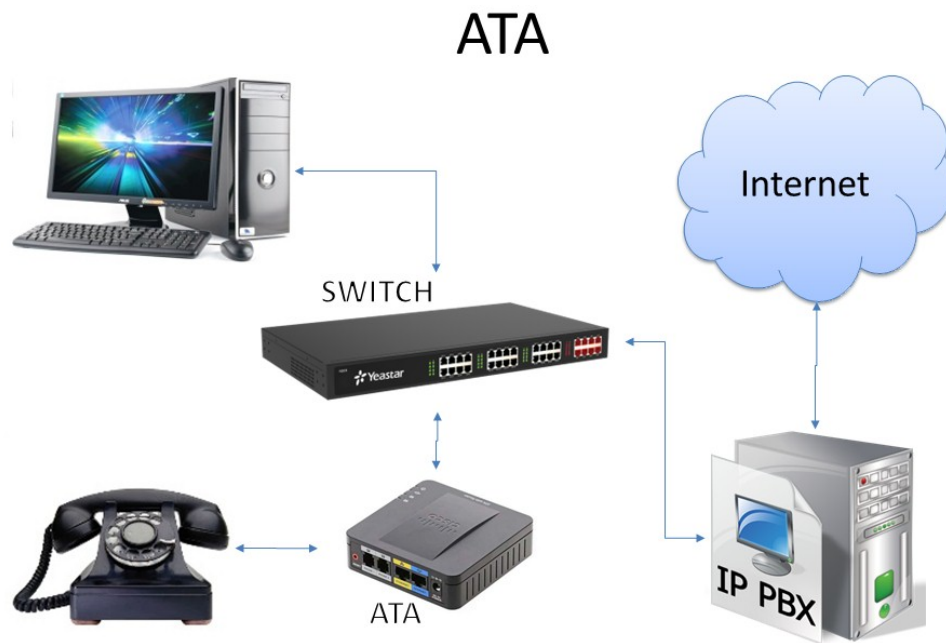 ATA
Internet
SWITCH
Yeastar
IP PBX
ATA